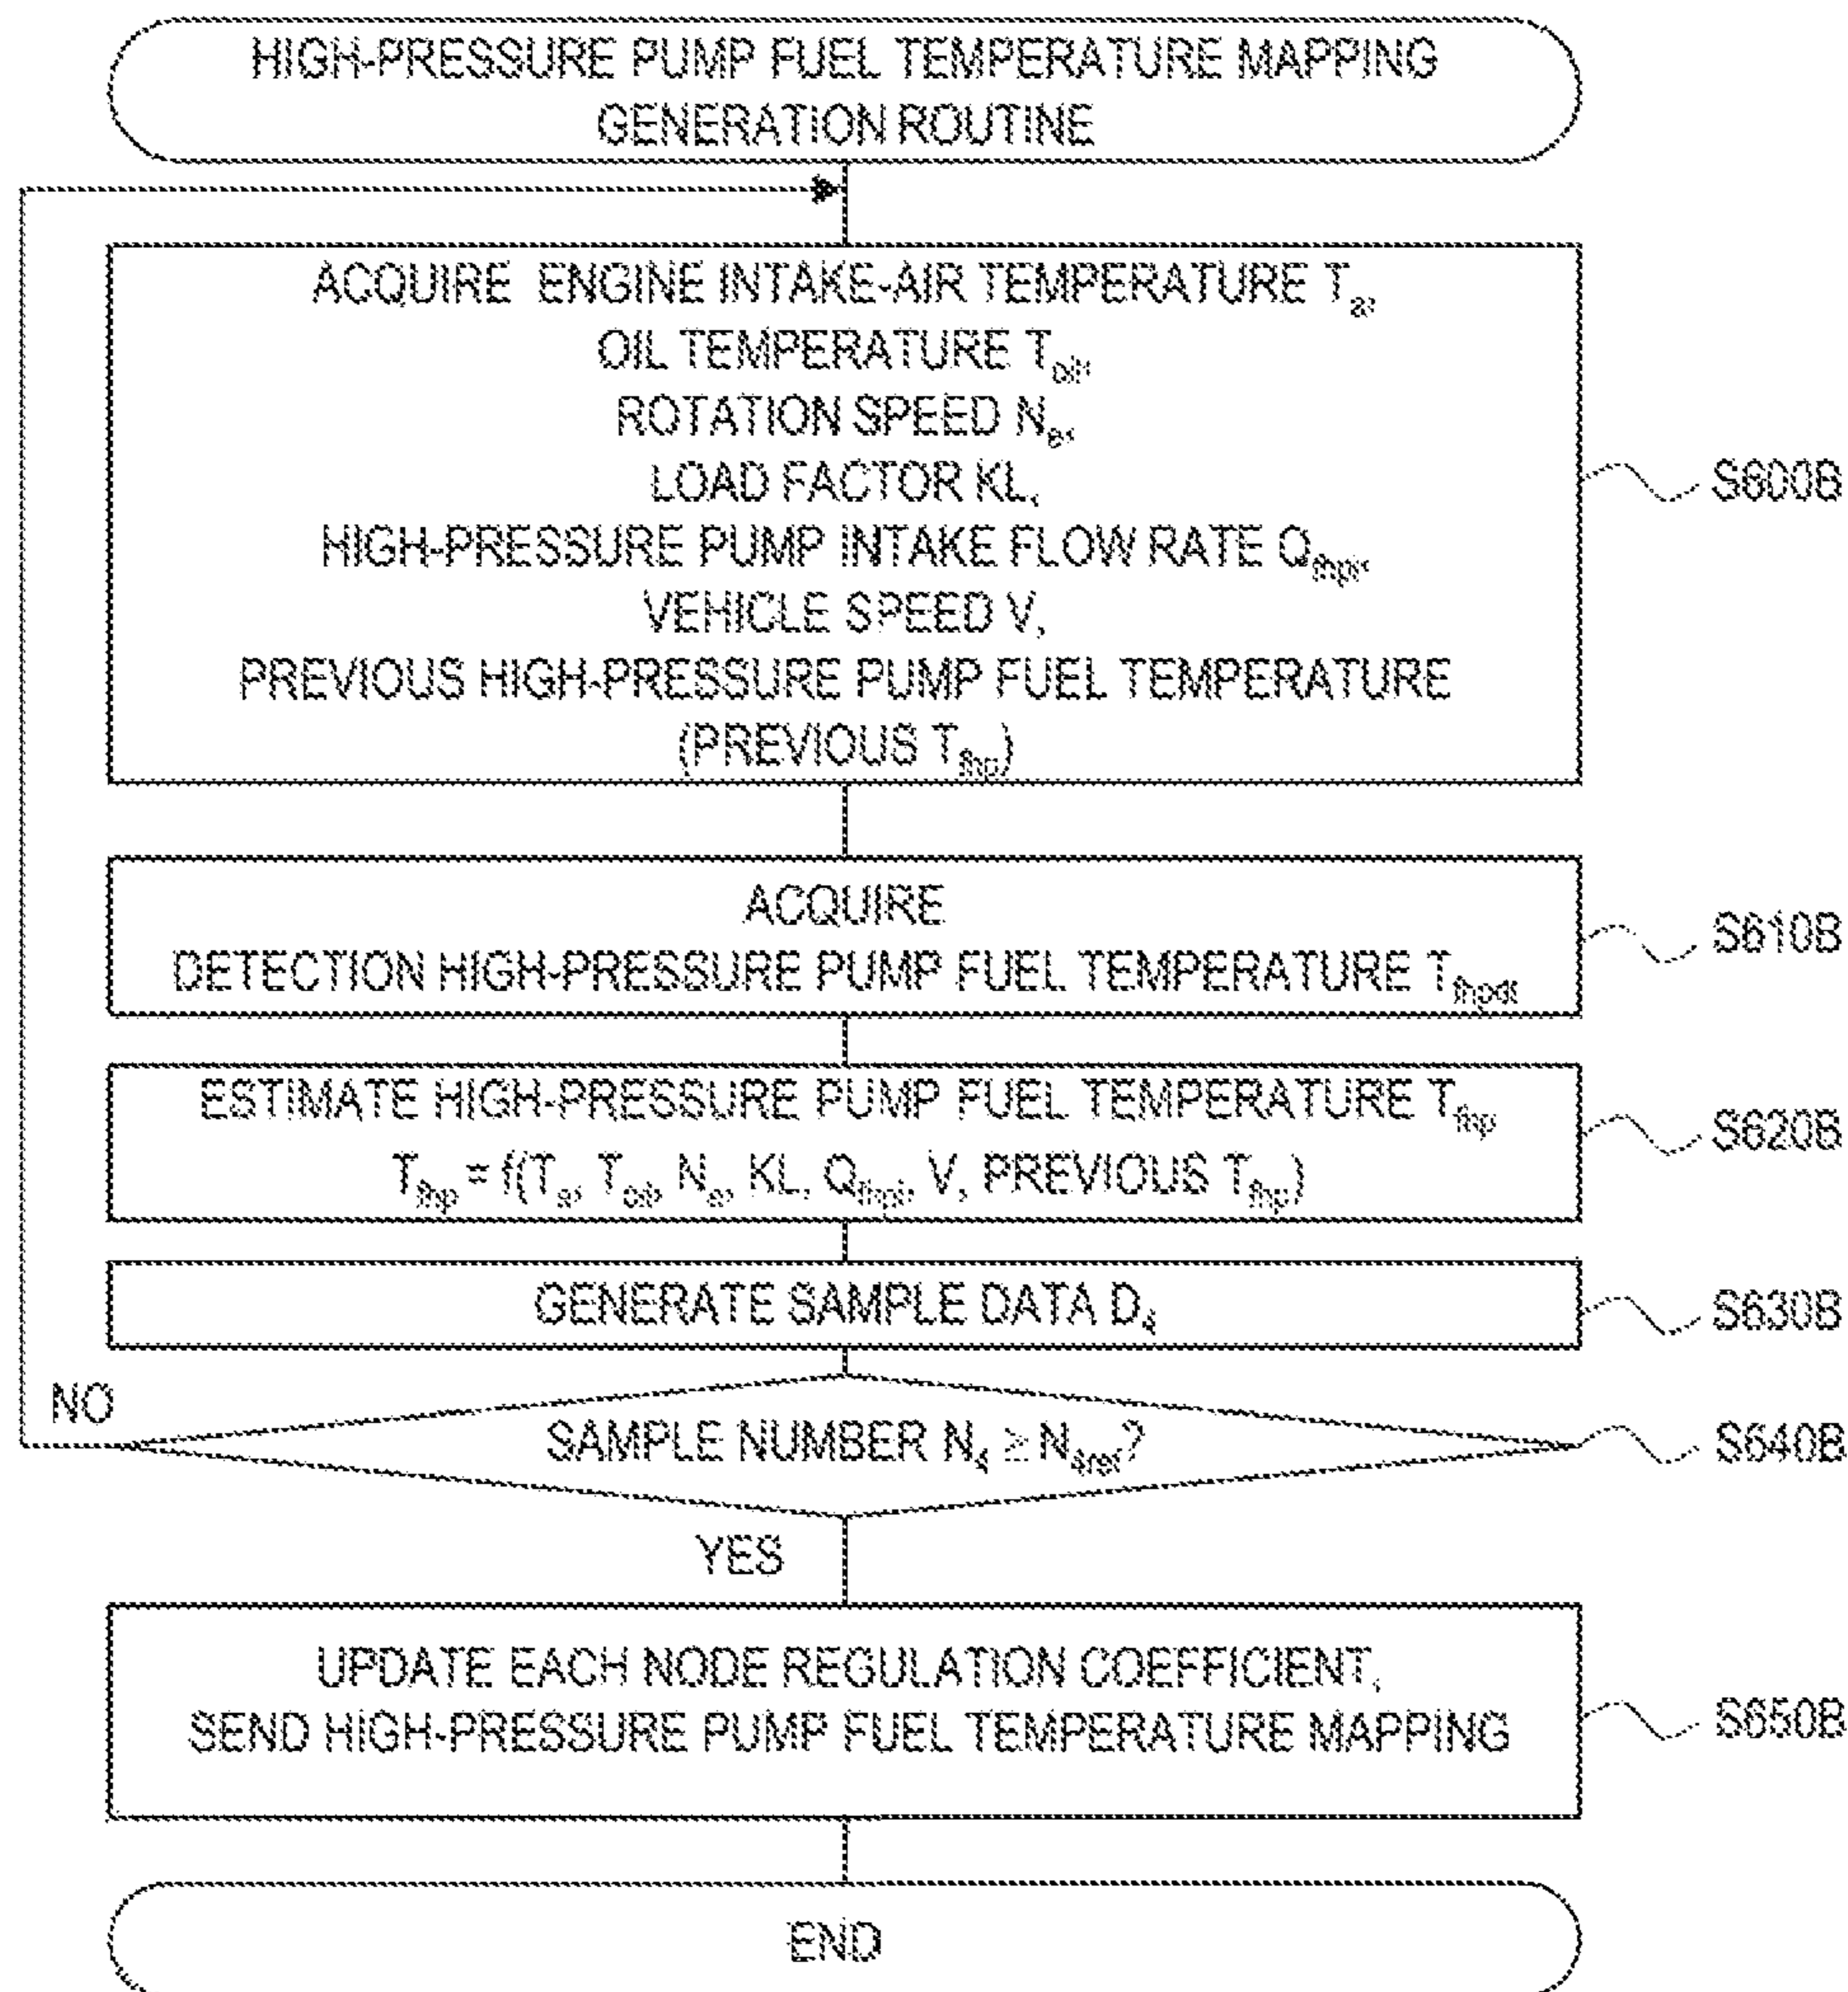 HIGH-PRESSURE PUMP FUEL TEMPERATURE MAPPING
GENERATION ROUTINE
ACQUIRE ENGINE INTAKE-AIR TEMPERATURE Ta,
OIL TEMPERATURE Toil,
ROTATION SPEED Ne,
LOAD FACTOR KL,
HIGH-PRESSURE PUMP INTAKE FLOW RATE Qfhpi,
VEHICLE SPEED V,
PREVIOUS HIGH-PRESSURE PUMP FUEL TEMPERATURE
(PREVIOUS Tfhp)
S600B
ACQUIRE
DETECTION HIGH-PRESSURE PUMP FUEL TEMPERATURE Tfhpdt
S610B
ESTIMATE HIGH-PRESSURE PUMP FUEL TEMPERATURE Tfhp
Tfhp = f(Ta, Toil, Ne, KL, Qfhpi, V, PREVIOUS Tfhp)
S620B
GENERATE SAMPLE DATA D4
S630B
NO
SAMPLE NUMBER N4 ≥ N4ref?
S640B
YES
UPDATE EACH NODE REGULATION COEFFICIENT,
SEND HIGH-PRESSURE PUMP FUEL TEMPERATURE MAPPING
S650B
END